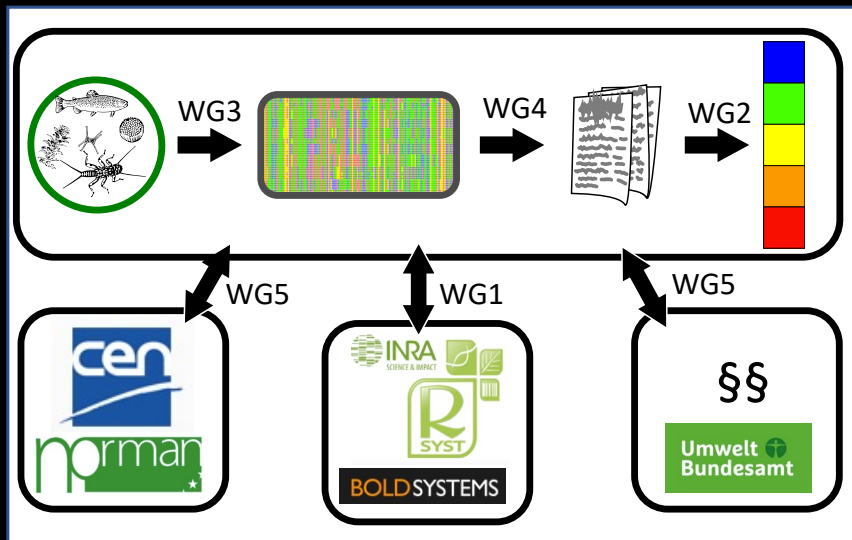 WG3
WG4
WG2
WG5
WG1
WG5
cen
norman
INRA
SCIENCE & IMPACT
R
SYST
BOLDSYSTEMS
§§
Umwelt
Bundesamt